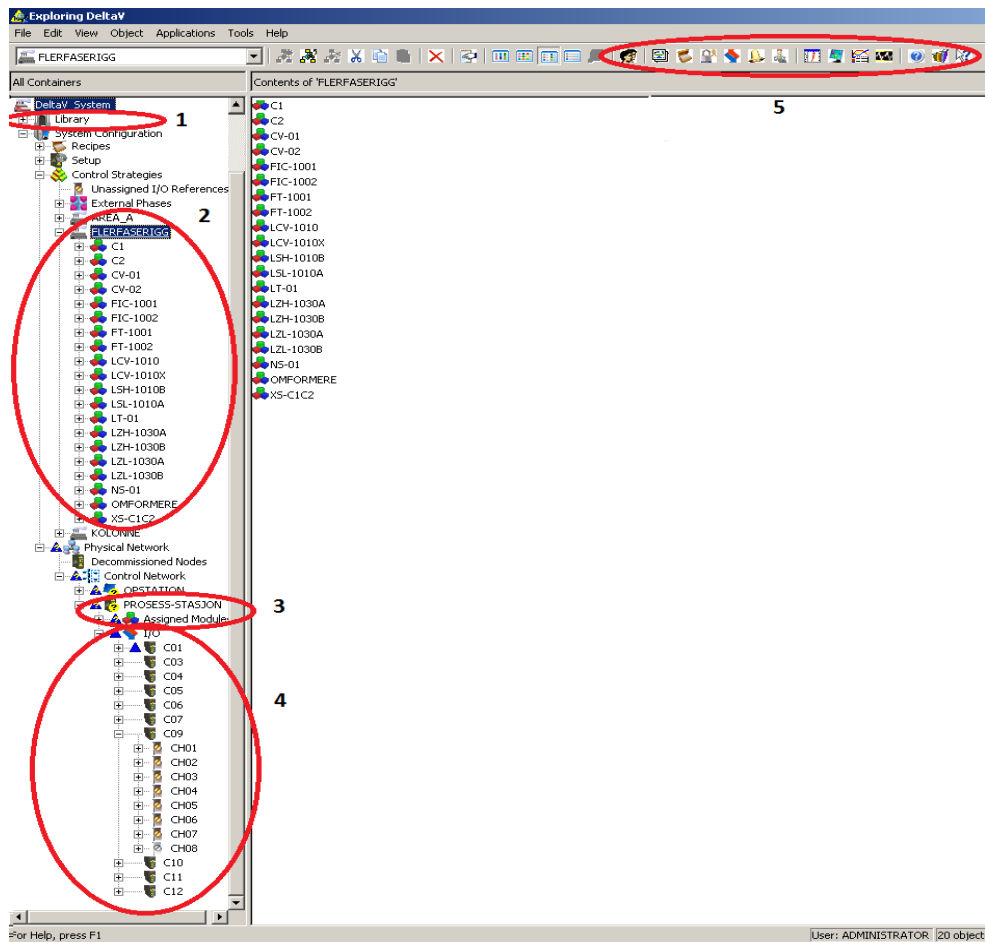 Exploring DeltaV
File Edit View Object Applications Tools Help
FLERFASERIGG
All Containers
Contents of 'FLERFASERIGG'
DeltaV_System
Library
System Configuration
Recipes
Setup
Control Strategies
Unassigned I/O References
External Phases
AREA_A
FLERFASERIGG
C1
C2
CV-01
CV-02
FIC-1001
FIC-1002
FT-1001
FT-1002
LCV-1010
LCV-1010X
LSH-1010B
LSL-1010A
LT-01
LZH-1030A
LZH-1030B
LZL-1030A
LZL-1030B
NS-01
OMFORMERE
XS-C1C2
KOLONNE
Physical Network
Decommissioned Nodes
Control Network
OPSTATION
PROSESS-STASJON
Assigned Modules
I/O
C01
C03
C04
C05
C06
C07
C09
CH01
CH02
CH03
CH04
CH05
CH06
CH07
CH08
C10
C11
C12
1
2
3
4
C1
C2
CV-01
CV-02
FIC-1001
FIC-1002
FT-1001
FT-1002
LCV-1010
LCV-1010X
LSH-1010B
LSL-1010A
LT-01
LZH-1030A
LZH-1030B
LZL-1030A
LZL-1030B
NS-01
OMFORMERE
XS-C1C2
5
For Help, press F1
User: ADMINISTRATOR
20 object